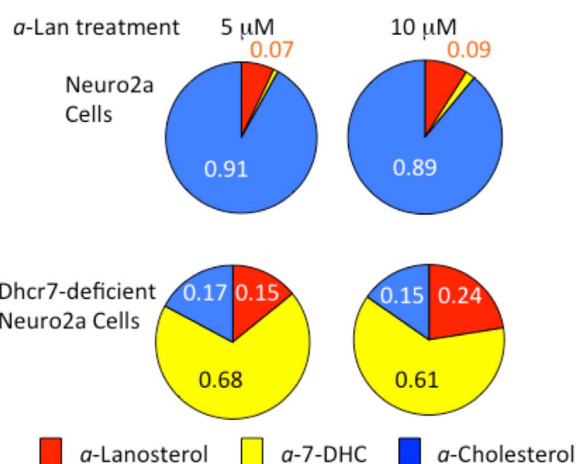 a-Lan treatment 5 µM 10 µM
0.07 0.09
Neuro2a
Cells
0.91 0.89
Dhcr7-deficient
Neuro2a Cells
0.17 0.15 0.15 0.24
0.68 0.61
a-Lanosterol a-7-DHC a-Cholesterol